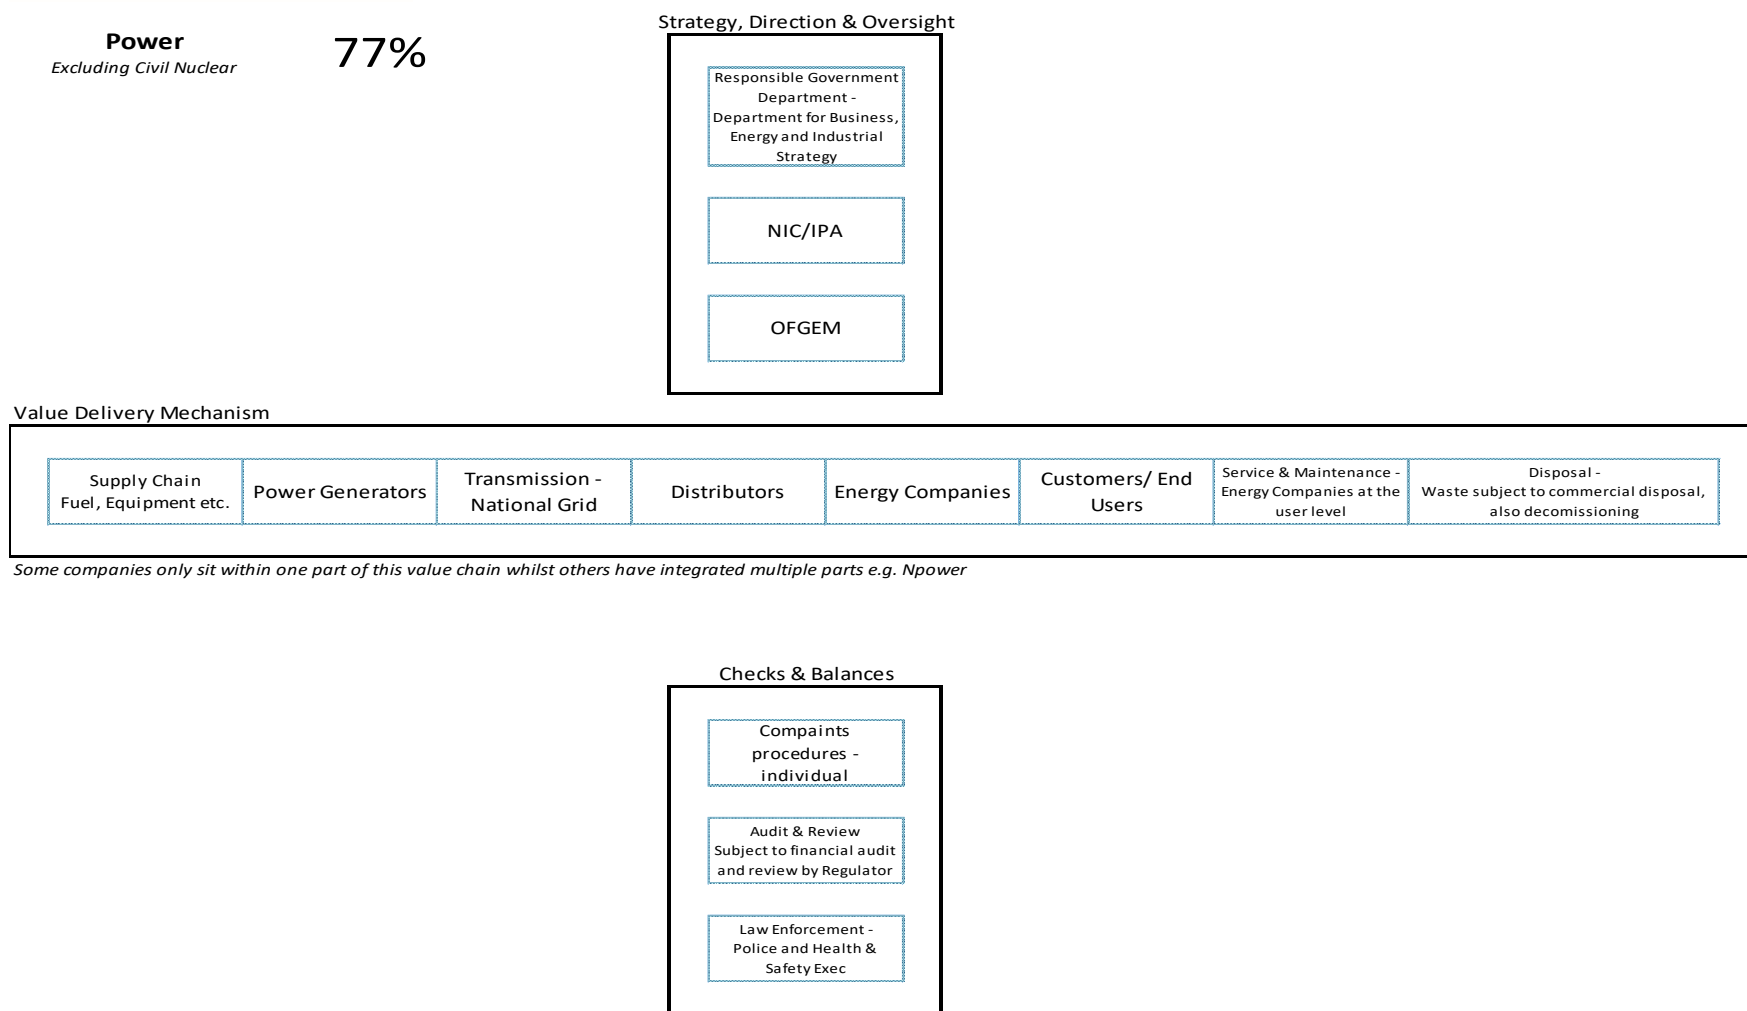 Power
Excluding Civil Nuclear
77%
Strategy, Direction & Oversight
Responsible Government
Department -
Department for Business,
Energy and Industrial
Strategy
NIC/IPA
OFGEM
Value Delivery Mechanism
Supply Chain
Fuel, Equipment etc.
Power Generators
Transmission -
National Grid
Distributors
Energy Companies
Customers/ End
Users
Service & Maintenance -
Energy Companies at the
user level
Disposal -
Waste subject to commercial disposal,
also decomissioning
Some companies only sit within one part of this value chain whilst others have integrated multiple parts e.g. Npower
Checks & Balances
Compaints
procedures -
individual
Audit & Review
Subject to financial audit
and review by Regulator
Law Enforcement -
Police and Health &
Safety Exec